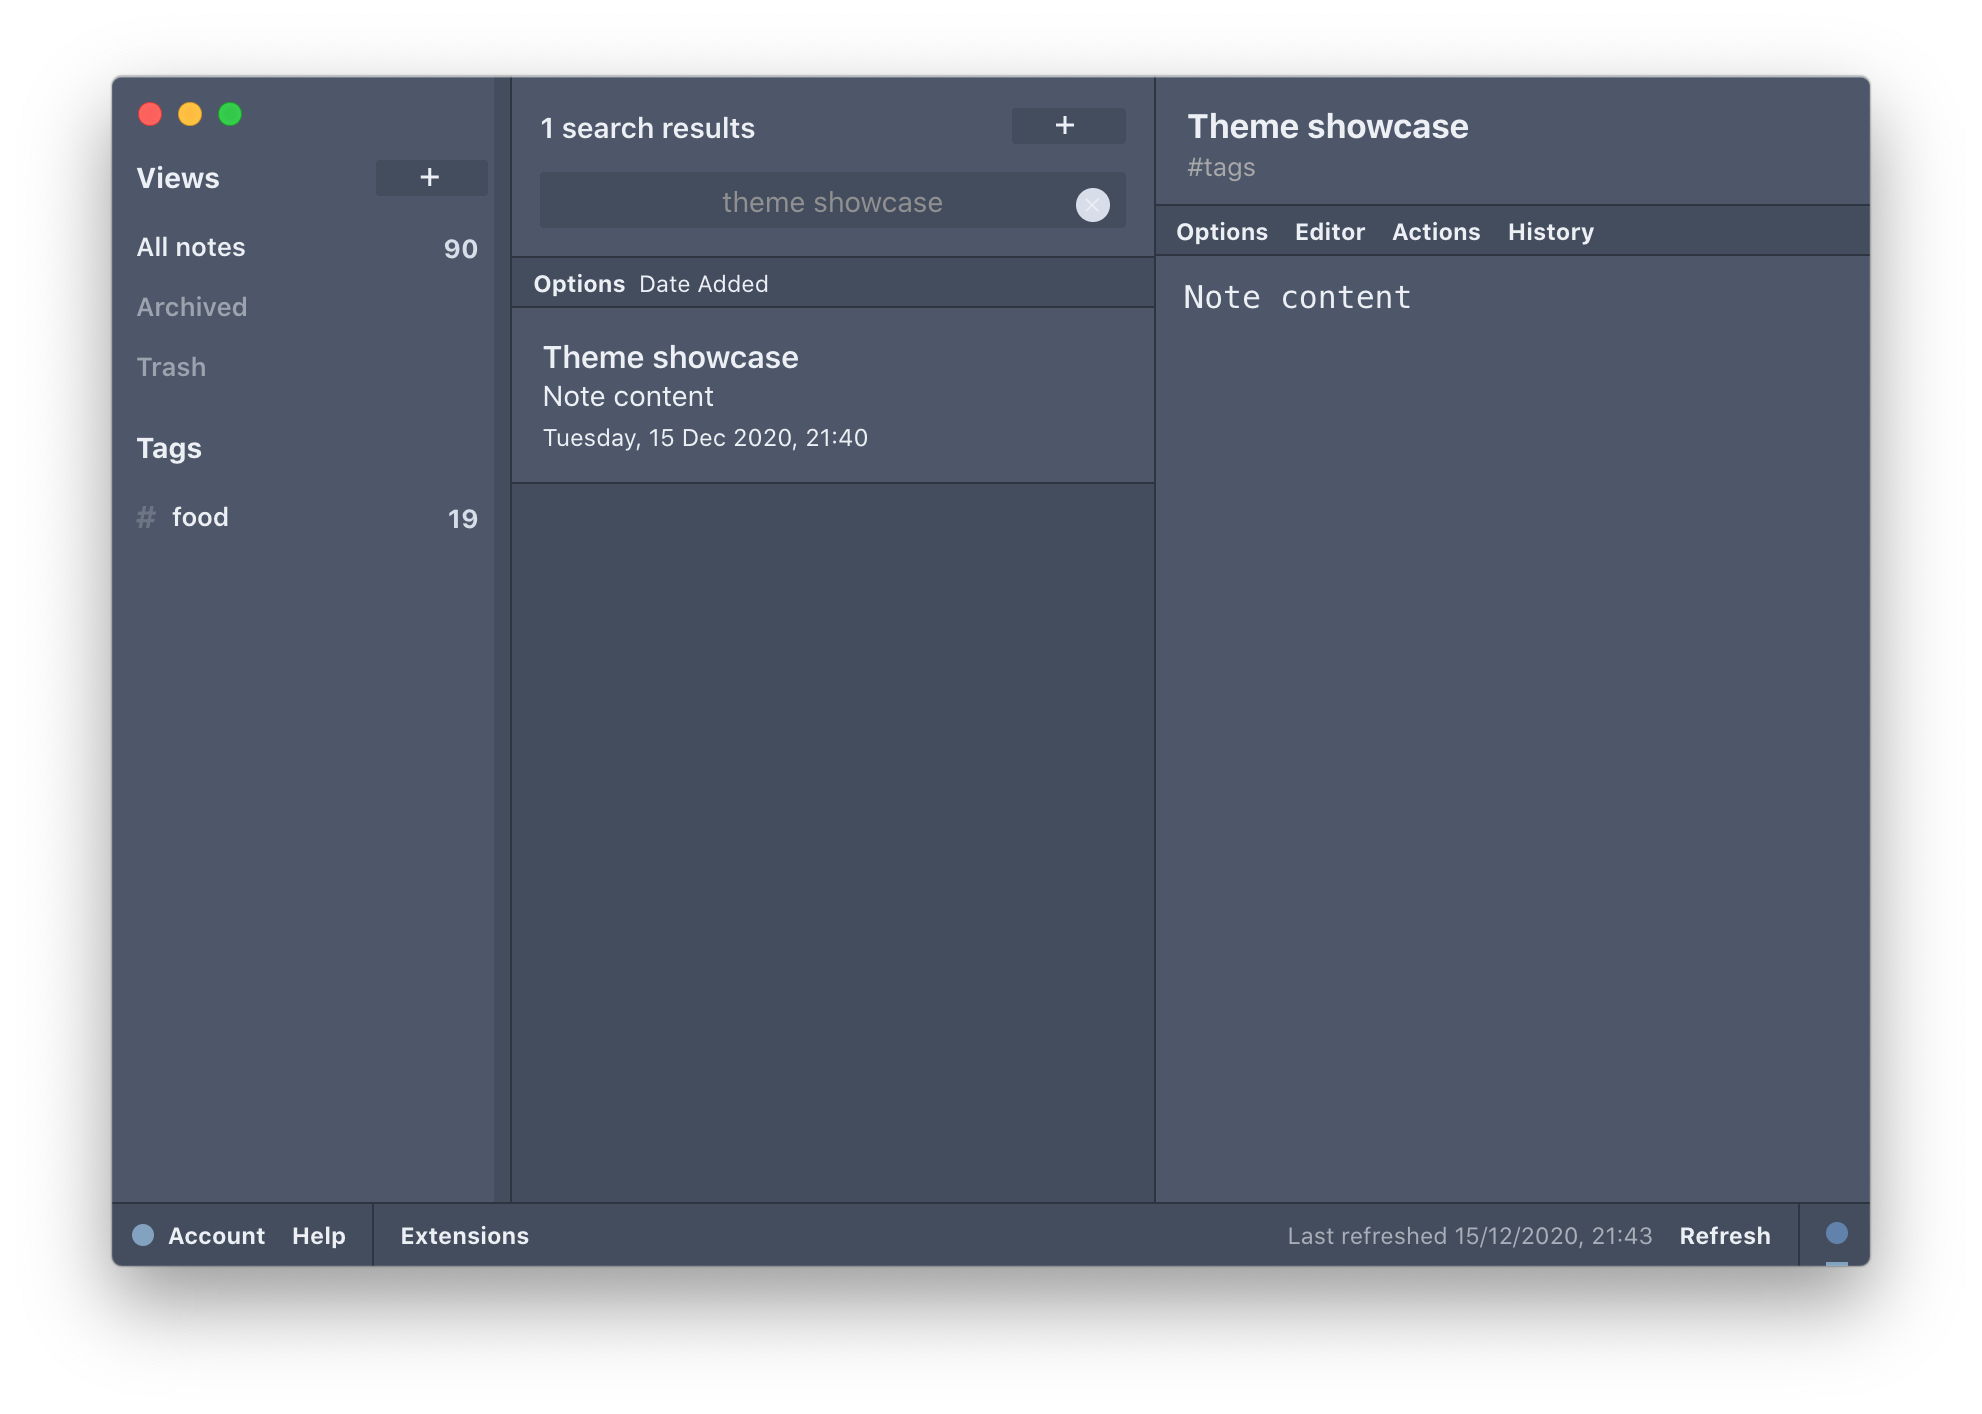 Views +
All notes 90
Archived
Trash
Tags
# food 19
1 search results +
theme showcase
Options Date Added
Theme showcase
Note content
Tuesday, 15 Dec 2020, 21:40
Theme showcase
#tags
Options Editor Actions History
Note content
Account Help Extensions Last refreshed 15/12/2020, 21:43 Refresh